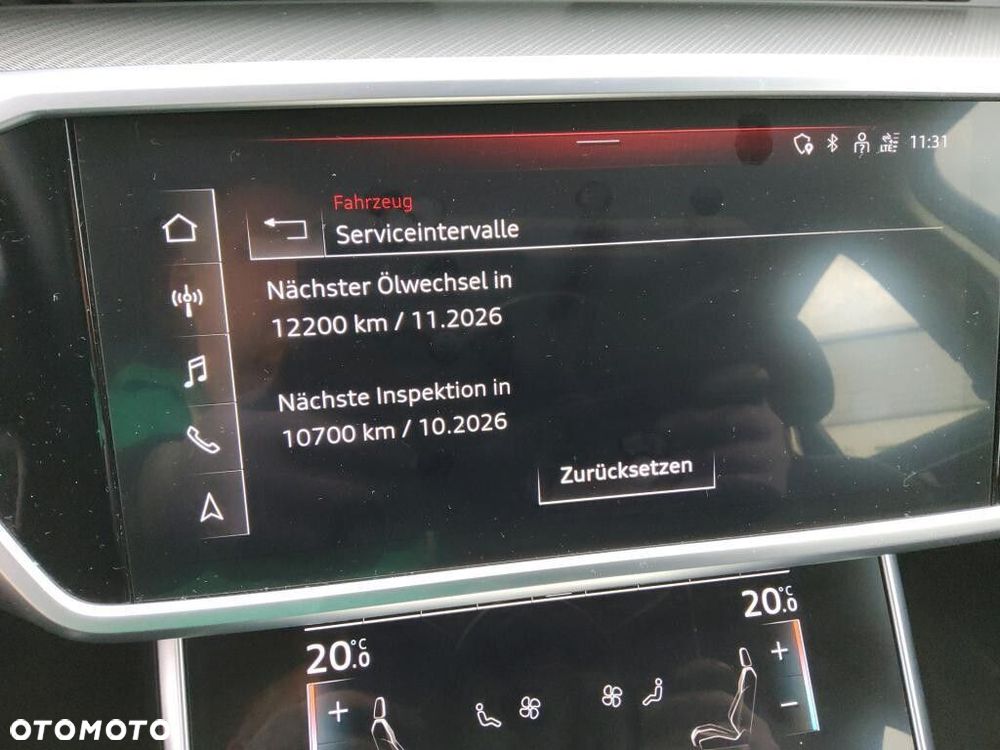 LTE
11:31
Fahrzeug
Serviceintervalle
Nächster Ölwechsel in
12200 km / 11.2026
Nächste Inspektion in
10700 km / 10.2026
Zurücksetzen
20.0 °C
20.0 °C
+
+
−
OTOMOTO